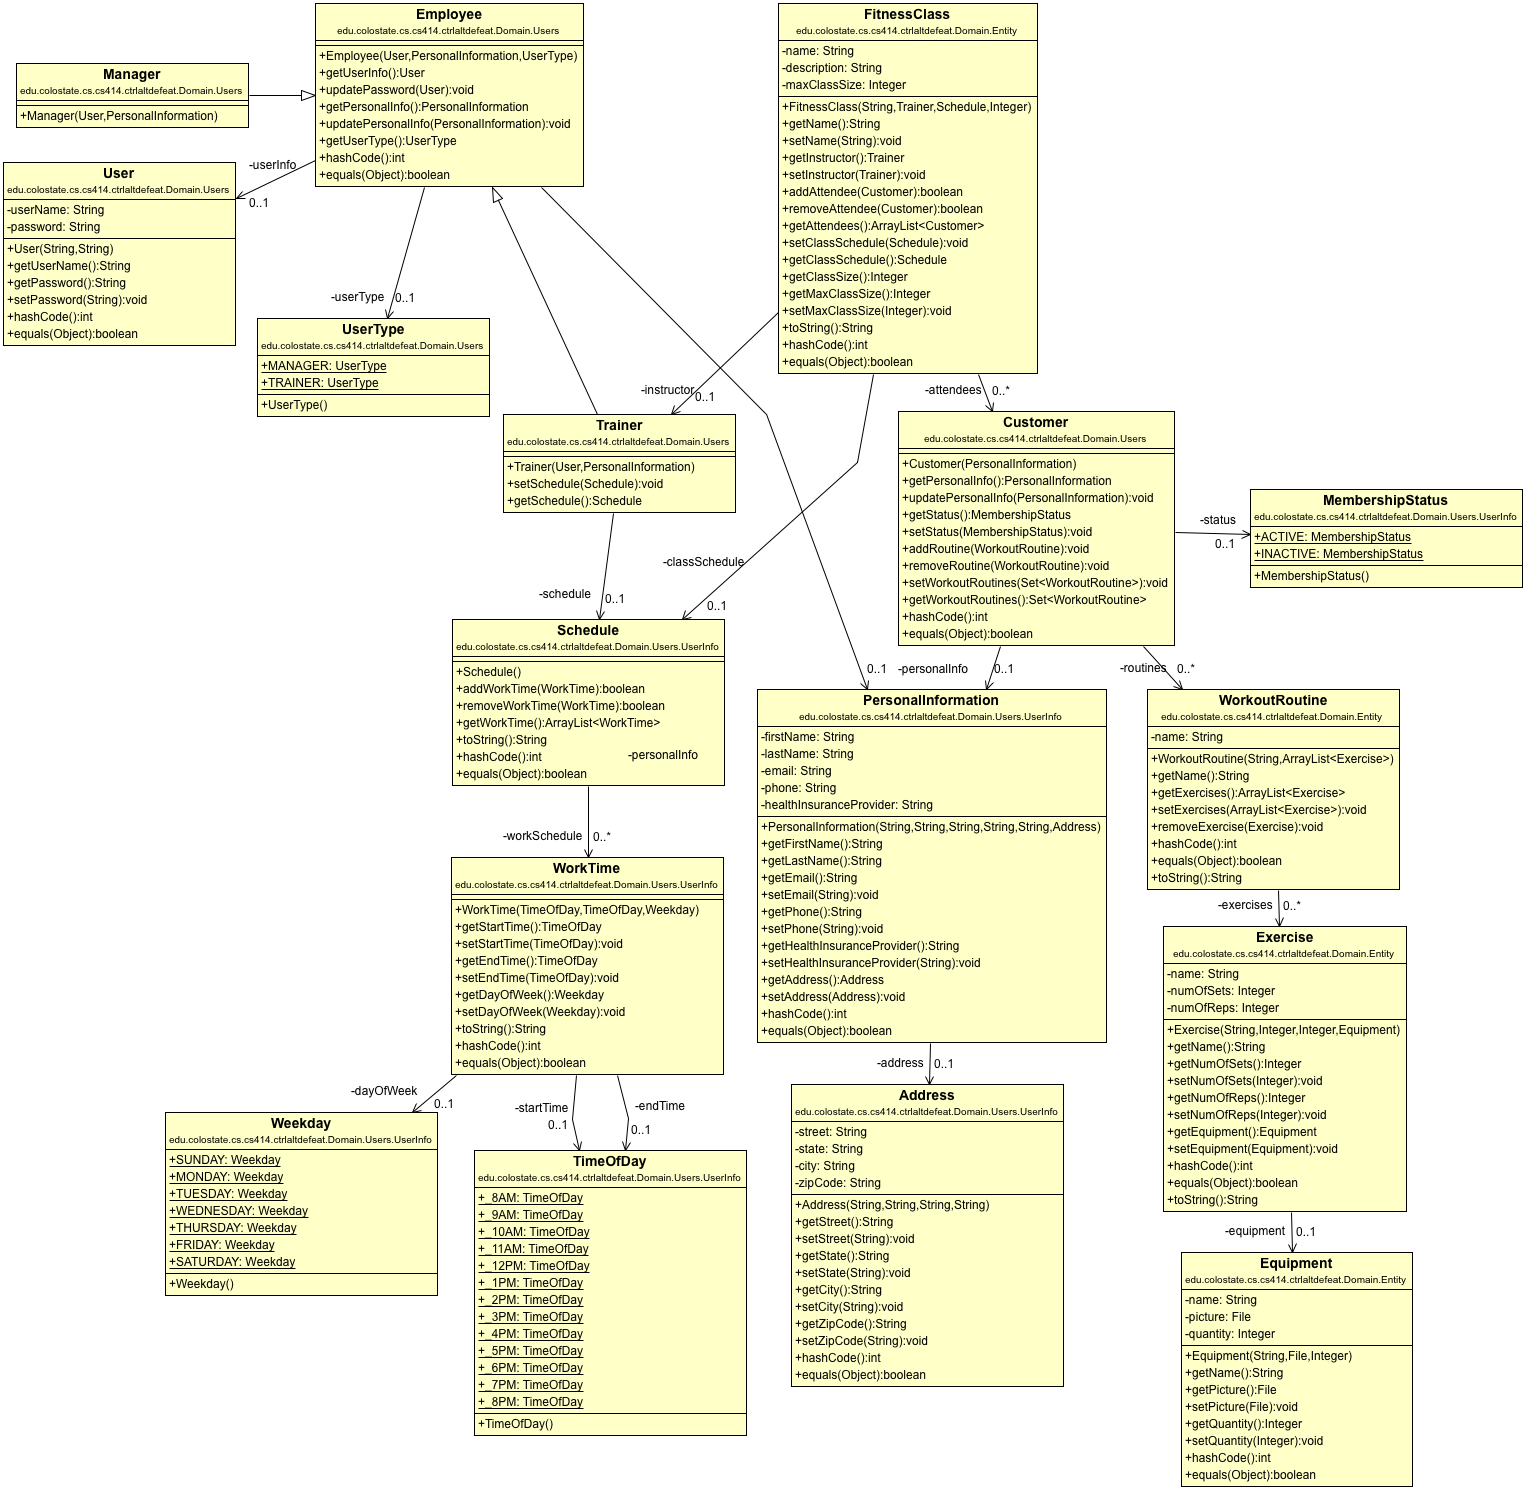 Employee
edu.colostate.cs.cs414.ctrlaltdefeat.Domain.Users
+Employee(User,PersonalInformation,UserType)
+getUserInfo():User
+updatePassword(User):void
+getPersonalInfo():PersonalInformation
+updatePersonalInfo(PersonalInformation):void
+getUserType():UserType
+hashCode():int
+equals(Object):boolean
FitnessClass
edu.colostate.cs.cs414.ctrlaltdefeat.Domain.Entity
-name: String
-description: String
-maxClassSize: Integer
+FitnessClass(String,Trainer,Schedule,Integer)
+getName():String
+setName(String):void
+getInstructor():Trainer
+setInstructor(Trainer):void
+addAttendee(Customer):boolean
+removeAttendee(Customer):boolean
+getAttendees():ArrayList<Customer>
+setClassSchedule(Schedule):void
+getClassSchedule():Schedule
+getClassSize():Integer
+getMaxClassSize():Integer
+setMaxClassSize(Integer):void
+toString():String
+hashCode():int
+equals(Object):boolean
Manager
edu.colostate.cs.cs414.ctrlaltdefeat.Domain.Users
+Manager(User,PersonalInformation)
-userInfo
0..1
User
edu.colostate.cs.cs414.ctrlaltdefeat.Domain.Users
-userName: String
-password: String
+User(String,String)
+getUserName():String
+getPassword():String
+setPassword(String):void
+hashCode():int
+equals(Object):boolean
-userType
0..1
UserType
edu.colostate.cs.cs414.ctrlaltdefeat.Domain.Users
+MANAGER: UserType
+TRAINER: UserType
+UserType()
-instructor
0..1
-attendees
0..*
Trainer
edu.colostate.cs.cs414.ctrlaltdefeat.Domain.Users
+Trainer(User,PersonalInformation)
+setSchedule(Schedule):void
+getSchedule():Schedule
Customer
edu.colostate.cs.cs414.ctrlaltdefeat.Domain.Users
+Customer(PersonalInformation)
+getPersonalInfo():PersonalInformation
+updatePersonalInfo(PersonalInformation):void
+getStatus():MembershipStatus
+setStatus(MembershipStatus):void
+addRoutine(WorkoutRoutine):void
+removeRoutine(WorkoutRoutine):void
+setWorkoutRoutines(Set<WorkoutRoutine>):void
+getWorkoutRoutines():Set<WorkoutRoutine>
+hashCode():int
+equals(Object):boolean
-status
0..1
MembershipStatus
edu.colostate.cs.cs414.ctrlaltdefeat.Domain.Users.UserInfo
+ACTIVE: MembershipStatus
+INACTIVE: MembershipStatus
+MembershipStatus()
-schedule
0..1
-classSchedule
0..1
Schedule
edu.colostate.cs.cs414.ctrlaltdefeat.Domain.Users.UserInfo
+Schedule()
+addWorkTime(WorkTime):boolean
+removeWorkTime(WorkTime):boolean
+getWorkTime():ArrayList<WorkTime>
+toString():String
+hashCode():int
+equals(Object):boolean
-personalInfo
0..1
-personalInfo
0..1
-routines
0..*
PersonalInformation
edu.colostate.cs.cs414.ctrlaltdefeat.Domain.Users.UserInfo
-firstName: String
-lastName: String
-email: String
-phone: String
-healthInsuranceProvider: String
+PersonalInformation(String,String,String,String,String,Address)
+getFirstName():String
+getLastName():String
+getEmail():String
+setEmail(String):void
+getPhone():String
+setPhone(String):void
+getHealthInsuranceProvider():String
+setHealthInsuranceProvider(String):void
+getAddress():Address
+setAddress(Address):void
+hashCode():int
+equals(Object):boolean
WorkoutRoutine
edu.colostate.cs.cs414.ctrlaltdefeat.Domain.Entity
-name: String
+WorkoutRoutine(String,ArrayList<Exercise>)
+getName():String
+getExercises():ArrayList<Exercise>
+setExercises(ArrayList<Exercise>):void
+removeExercise(Exercise):void
+hashCode():int
+equals(Object):boolean
+toString():String
-workSchedule
0..*
WorkTime
edu.colostate.cs.cs414.ctrlaltdefeat.Domain.Users.UserInfo
+WorkTime(TimeOfDay,TimeOfDay,Weekday)
+getStartTime():TimeOfDay
+setStartTime(TimeOfDay):void
+getEndTime():TimeOfDay
+setEndTime(TimeOfDay):void
+getDayOfWeek():Weekday
+setDayOfWeek(Weekday):void
+toString():String
+hashCode():int
+equals(Object):boolean
-exercises
0..*
Exercise
edu.colostate.cs.cs414.ctrlaltdefeat.Domain.Entity
-name: String
-numOfSets: Integer
-numOfReps: Integer
+Exercise(String,Integer,Integer,Equipment)
+getName():String
+getNumOfSets():Integer
+setNumOfSets(Integer):void
+getNumOfReps():Integer
+setNumOfReps(Integer):void
+getEquipment():Equipment
+setEquipment(Equipment):void
+hashCode():int
+equals(Object):boolean
+toString():String
-dayOfWeek
0..1
-startTime
0..1
-endTime
0..1
-address
0..1
Weekday
edu.colostate.cs.cs414.ctrlaltdefeat.Domain.Users.UserInfo
+SUNDAY: Weekday
+MONDAY: Weekday
+TUESDAY: Weekday
+WEDNESDAY: Weekday
+THURSDAY: Weekday
+FRIDAY: Weekday
+SATURDAY: Weekday
+Weekday()
TimeOfDay
edu.colostate.cs.cs414.ctrlaltdefeat.Domain.Users.UserInfo
+_8AM: TimeOfDay
+_9AM: TimeOfDay
+_10AM: TimeOfDay
+_11AM: TimeOfDay
+_12PM: TimeOfDay
+_1PM: TimeOfDay
+_2PM: TimeOfDay
+_3PM: TimeOfDay
+_4PM: TimeOfDay
+_5PM: TimeOfDay
+_6PM: TimeOfDay
+_7PM: TimeOfDay
+_8PM: TimeOfDay
+TimeOfDay()
Address
edu.colostate.cs.cs414.ctrlaltdefeat.Domain.Users.UserInfo
-street: String
-state: String
-city: String
-zipCode: String
+Address(String,String,String,String)
+getStreet():String
+setStreet(String):void
+getState():String
+setState(String):void
+getCity():String
+setCity(String):void
+getZipCode():String
+setZipCode(String):void
+hashCode():int
+equals(Object):boolean
-equipment
0..1
Equipment
edu.colostate.cs.cs414.ctrlaltdefeat.Domain.Entity
-name: String
-picture: File
-quantity: Integer
+Equipment(String,File,Integer)
+getName():String
+getPicture():File
+setPicture(File):void
+getQuantity():Integer
+setQuantity(Integer):void
+hashCode():int
+equals(Object):boolean